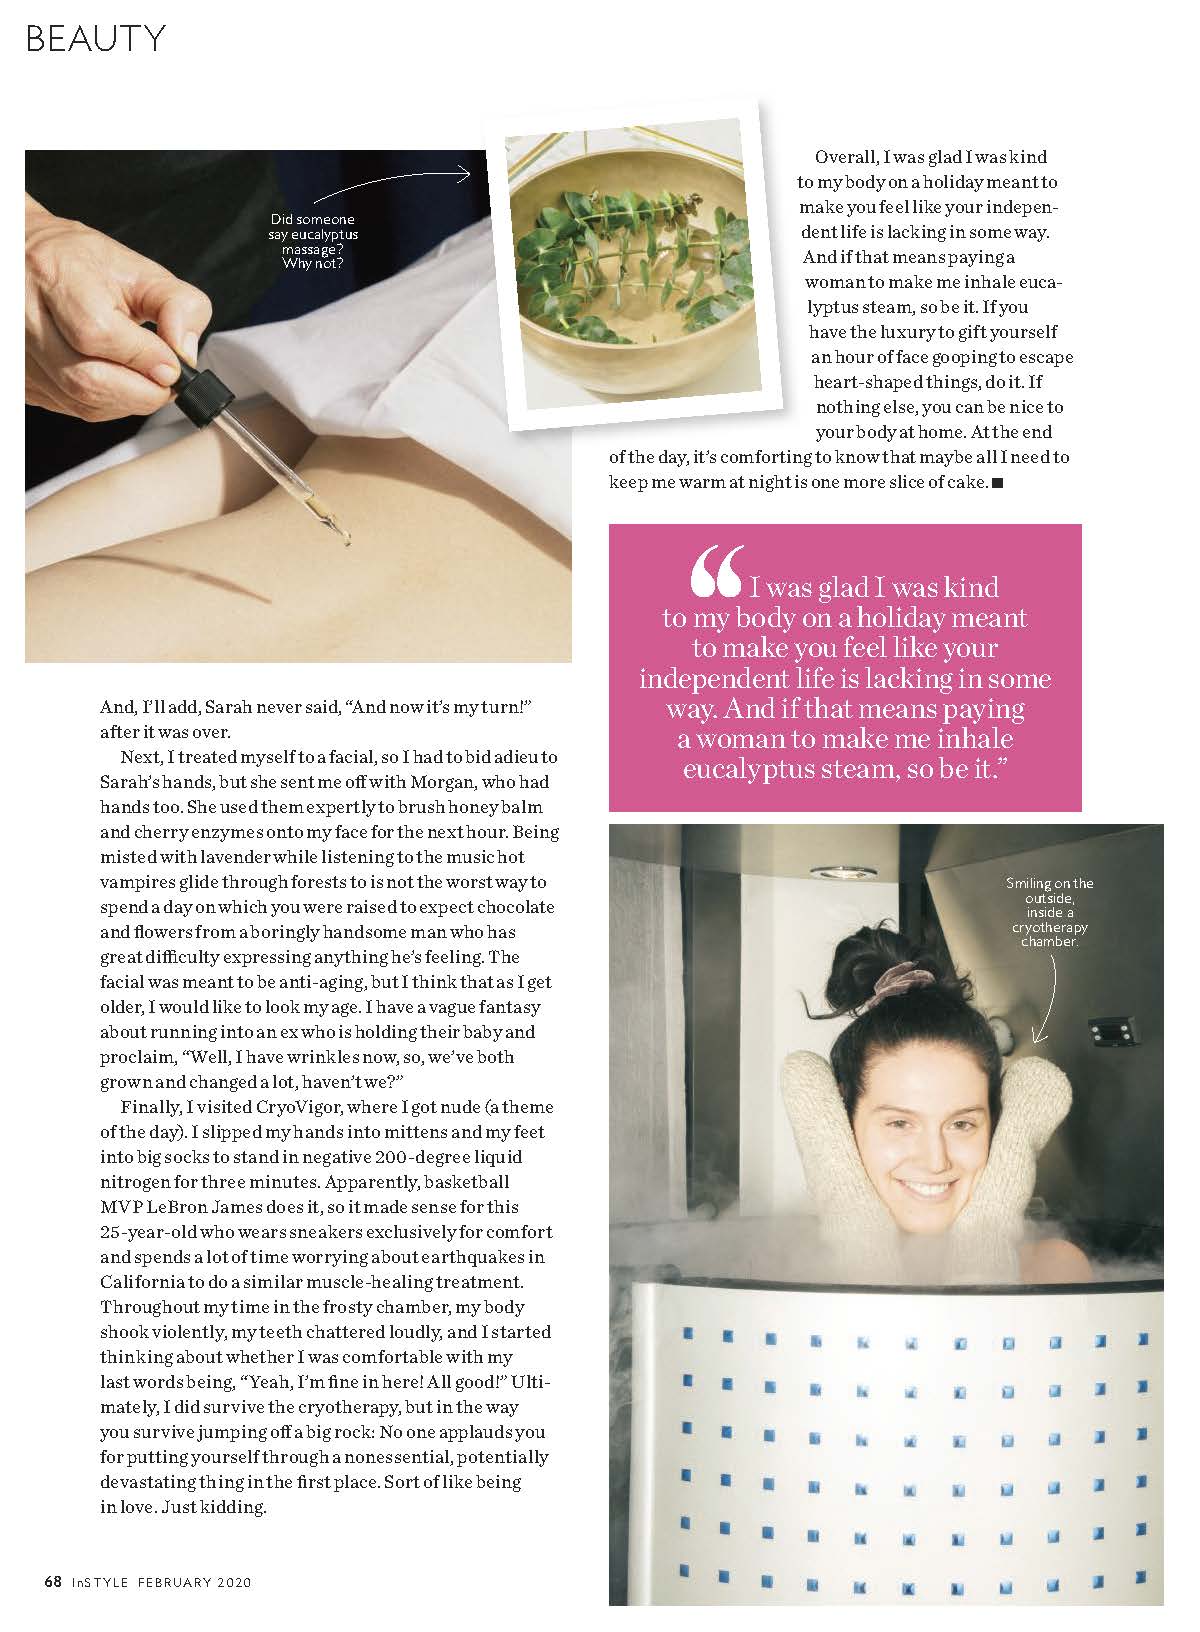 BEAUTY
Did someone
say eucalyptus
massage?
Why not?
And, I'll add, Sarah never said, “And now it's my turn!”
after it was over.
Next, I treated myself to a facial, so I had to bid adieu to
Sarah's hands, but she sent me off with Morgan, who had
hands too. She used them expertly to brush honey balm
and cherry enzymes onto my face for the next hour. Being
misted with lavender while listening to the music hot
vampires glide through forests to is not the worst way to
spend a day on which you were raised to expect chocolate
and flowers from a boringly handsome man who has
great difficulty expressing anything he's feeling. The
facial was meant to be anti-aging, but I think that as I get
older, I would like to look my age. I have a vague fantasy
about running into an ex who is holding their baby and
proclaim, “Well, I have wrinkles now, so, we've both
grown and changed a lot, haven't we?”
Finally, I visited CryoVigor, where I got nude (a theme
of the day). I slipped my hands into mittens and my feet
into big socks to stand in negative 200-degree liquid
nitrogen for three minutes. Apparently, basketball
MVP LeBron James does it, so it made sense for this
25-year-old who wears sneakers exclusively for comfort
and spends a lot of time worrying about earthquakes in
California to do a similar muscle-healing treatment.
Throughout my time in the frosty chamber, my body
shook violently, my teeth chattered loudly, and I started
thinking about whether I was comfortable with my
last words being, “Yeah, I'm fine in here! All good!” Ulti-
mately, I did survive the cryotherapy, but in the way
you survive jumping off a big rock: No one applauds you
for putting yourself through a nonessential, potentially
devastating thing in the first place. Sort of like being
in love. Just kidding.
Overall, I was glad I was kind
to my body on a holiday meant to
make you feel like your indepen-
dent life is lacking in some way.
And if that means paying a
woman to make me inhale euca-
lyptus steam, so be it. If you
have the luxury to gift yourself
an hour of face gooping to escape
heart-shaped things, do it. If
nothing else, you can be nice to
your body at home. At the end
of the day, it's comforting to know that maybe all I need to
keep me warm at night is one more slice of cake. ■
“I was glad I was kind
to my body on a holiday meant
to make you feel like your
independent life is lacking in some
way. And if that means paying
a woman to make me inhale
eucalyptus steam, so be it.”
Smiling on the
outside,
inside a
cryotherapy
chamber.
68 InSTYLE FEBRUARY 2020